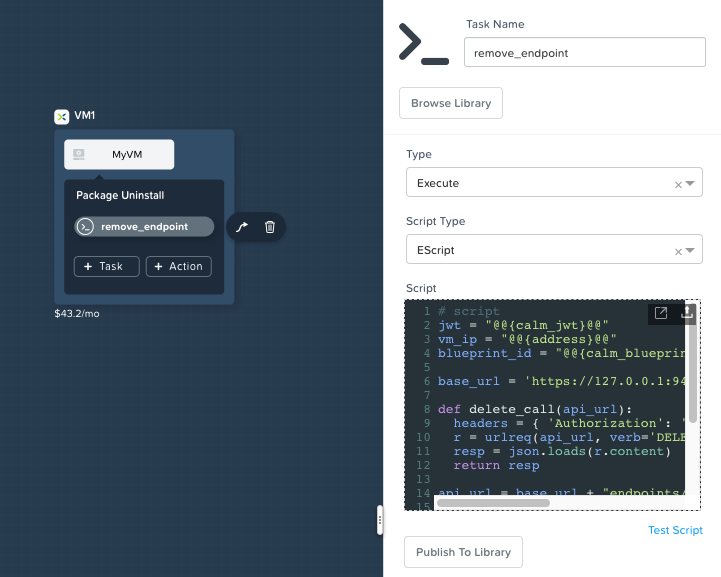 VM1
MyVM
Package Uninstall
remove_endpoint
+ Task
+ Action
$43.2/mo
Task Name
remove_endpoint
Browse Library
Type
Execute
Script Type
EScript
Script
1 # script
2 jwt = "@@{calm_jwt}@@"
3 vm_ip = "@@{address}@@"
4 blueprint_id = "@@{calm_blueprin
5
6 base_url = 'https://127.0.0.1:94
7
8 def delete_call(api_url):
9 headers = { 'Authorization': '
10 r = urlreq(api_url, verb='DELE
11 resp = json.loads(r.content)
12 return resp
13
14 api_url = base_url + "endpoints/
15
Test Script
Publish To Library